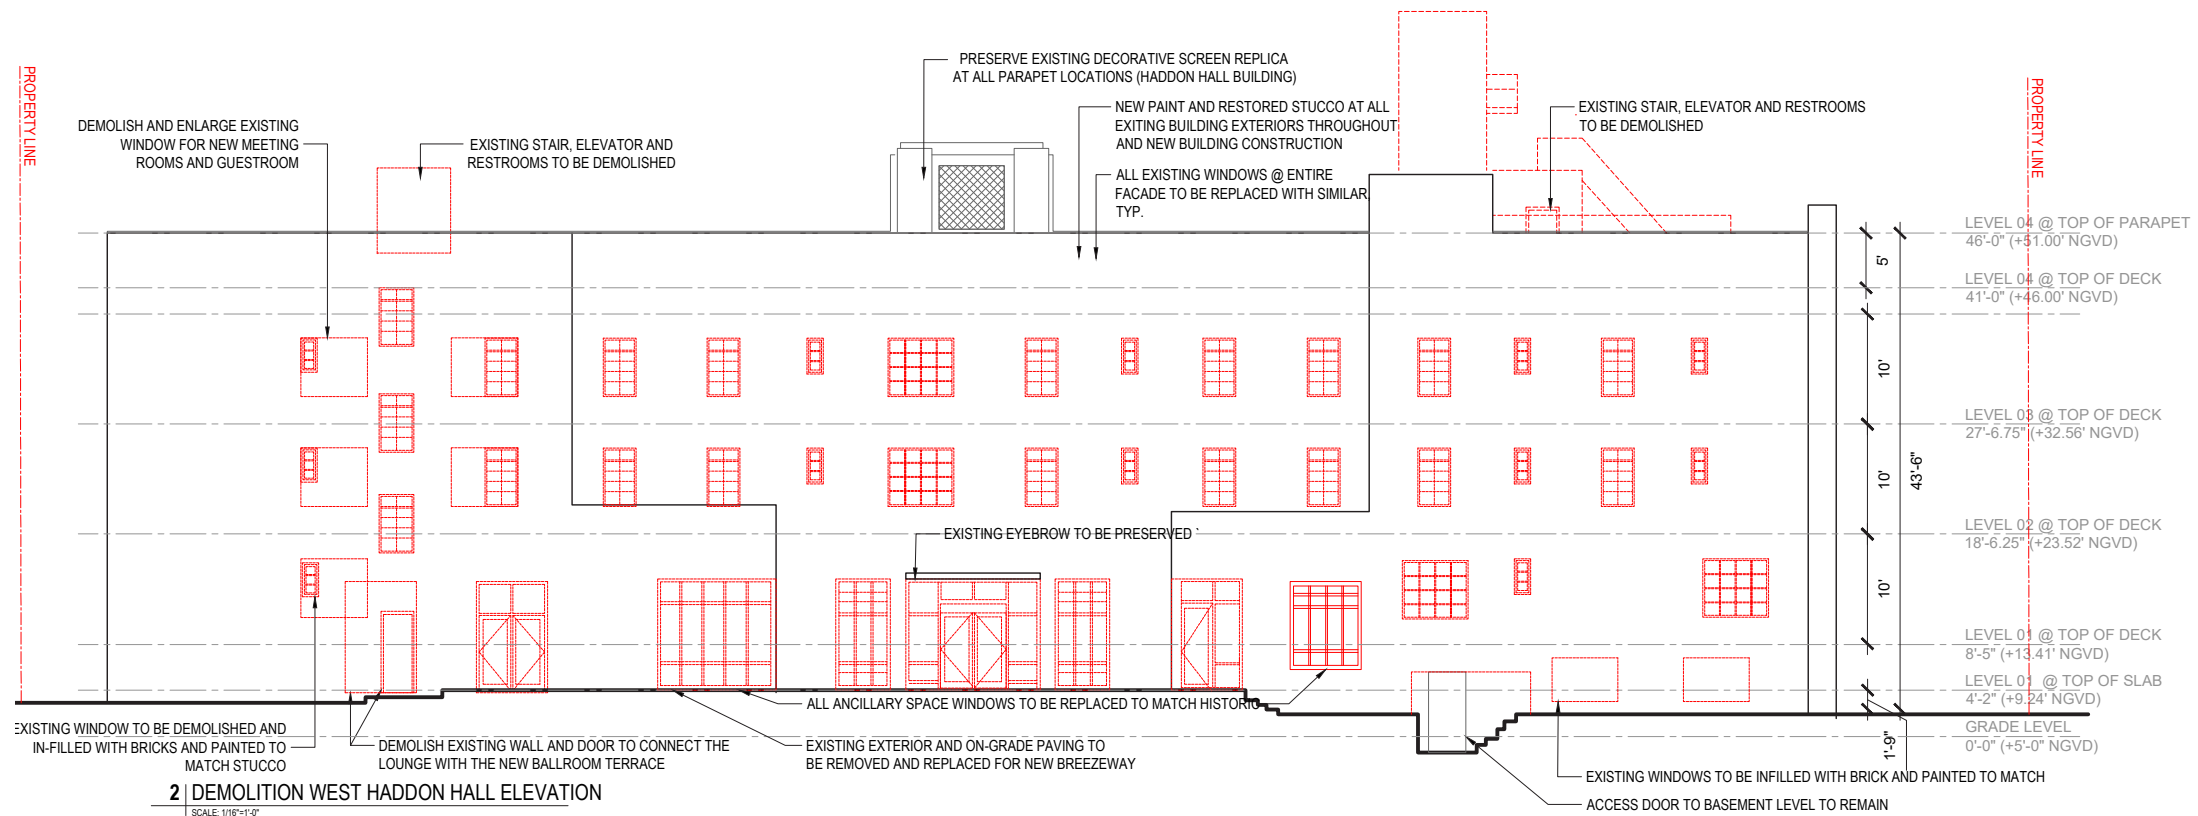 PROPERTY LINE
PRESERVE EXISTING DECORATIVE SCREEN REPLICA
AT ALL PARAPET LOCATIONS (HADDON HALL BUILDING)
DEMOLISH AND ENLARGE EXISTING
WINDOW FOR NEW MEETING
ROOMS AND GUESTROOM
EXISTING STAIR, ELEVATOR AND
RESTROOMS TO BE DEMOLISHED
NEW PAINT AND RESTORED STUCCO AT ALL
EXITING BUILDING EXTERIORS THROUGHOUT
AND NEW BUILDING CONSTRUCTION
ALL EXISTING WINDOWS @ ENTIRE
FACADE TO BE REPLACED WITH SIMILAR,
TYP.
EXISTING STAIR, ELEVATOR AND RESTROOMS
TO BE DEMOLISHED
PROPERTY LINE
LEVEL 04 @ TOP OF PARAPET
46'-0" (+51.00' NGVD)
5'
LEVEL 04 @ TOP OF DECK
41'-0" (+46.00' NGVD)
10'
LEVEL 03 @ TOP OF DECK
27'-6.75" (+32.56' NGVD)
10'
43'-6"
LEVEL 02 @ TOP OF DECK
18'-6.25" (+23.52' NGVD)
10'
LEVEL 01 @ TOP OF DECK
8'-5" (+13.41' NGVD)
LEVEL 01 @ TOP OF SLAB
4'-2" (+9.24' NGVD)
GRADE LEVEL
0'-0" (+5'-0" NGVD)
1'-9"
EXISTING EYEBROW TO BE PRESERVED
ALL ANCILLARY SPACE WINDOWS TO BE REPLACED TO MATCH HISTORIC
EXISTING WINDOW TO BE DEMOLISHED AND
IN-FILLED WITH BRICKS AND PAINTED TO
MATCH STUCCO
DEMOLISH EXISTING WALL AND DOOR TO CONNECT THE
LOUNGE WITH THE NEW BALLROOM TERRACE
EXISTING EXTERIOR AND ON-GRADE PAVING TO
BE REMOVED AND REPLACED FOR NEW BREEZEWAY
EXISTING WINDOWS TO BE INFILLED WITH BRICK AND PAINTED TO MATCH
ACCESS DOOR TO BASEMENT LEVEL TO REMAIN
2 DEMOLITION WEST HADDON HALL ELEVATION
SCALE: 1/16"=1'-0"